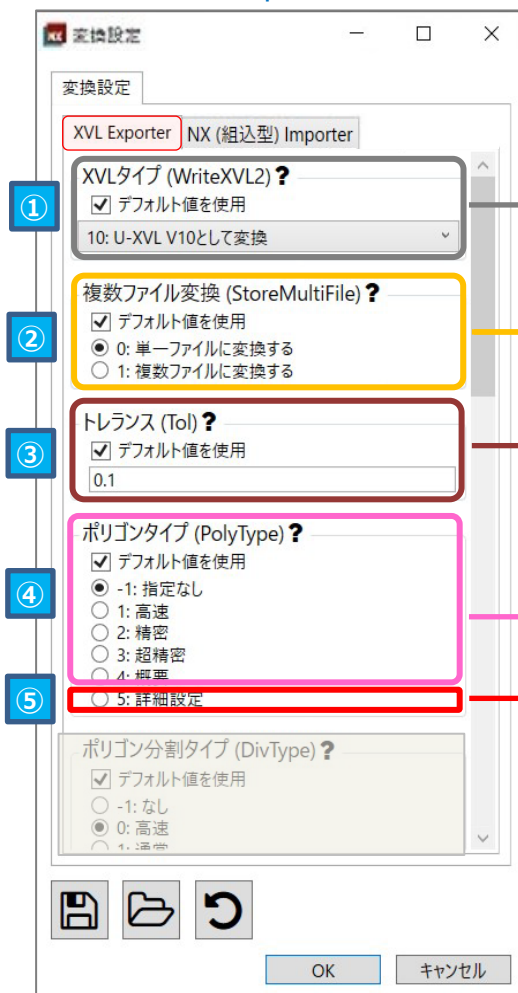 変換設定
変換設定
XVL Exporter
NX (組込型) Importer
①
XVLタイプ (WriteXVL2) ?
デフォルト値を使用
10: U-XVL V10として変換
②
複数ファイル変換 (StoreMultiFile) ?
デフォルト値を使用
0: 単一ファイルに変換する
1: 複数ファイルに変換する
③
トレランス (Tol) ?
デフォルト値を使用
0.1
④
ポリゴンタイプ (PolyType) ?
デフォルト値を使用
-1: 指定なし
1: 高速
2: 精密
3: 超精密
4: 概要
⑤
5: 詳細設定
ポリゴン分割タイプ (DivType) ?
デフォルト値を使用
-1: なし
0: 高速
1: 通常
OK
キャンセル